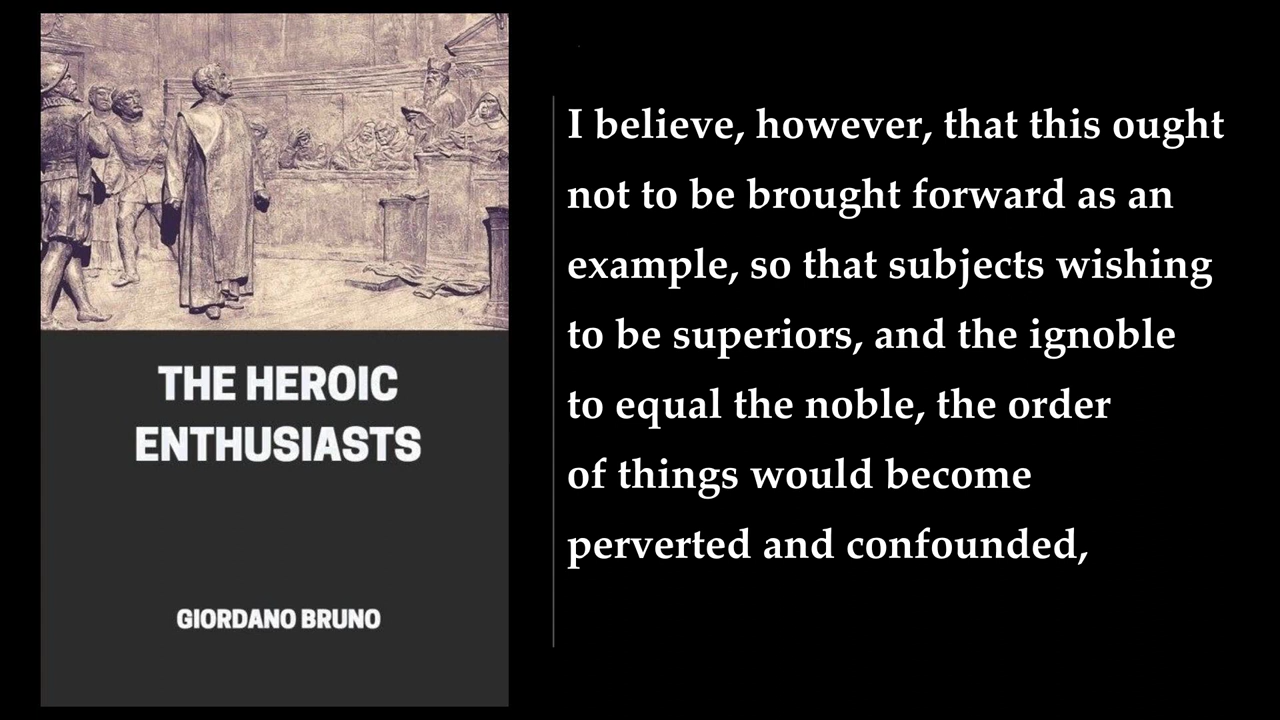 THE HEROIC
ENTHUSIASTS
GIORDANO BRUNO
I believe, however, that this ought
not to be brought forward as an
example, so that subjects wishing
to be superiors, and the ignoble
to equal the noble, the order
of things would become
perverted and confounded,